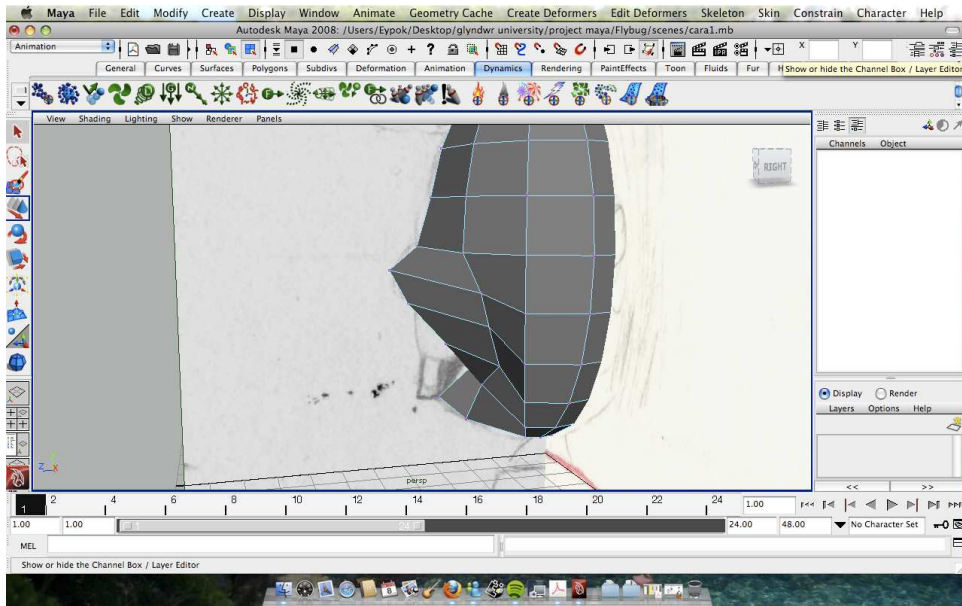 Maya File Edit Modify Create Display Window Animate Geometry Cache Create Deformers Edit Deformers Skeleton Skin Constrain Character Help
Autodesk Maya 2008: /Users/Eypok/Desktop/glyndwr university/project maya/Flybug/scenes/cara1.mb
Animation X Y
General Curves Surfaces Polygons Subdivs Deformation Animation Dynamics Rendering PaintEffects Toon Fluids Fur Show or hide the Channel Box / Layer Editor
View Shading Lighting Show Renderer Panels
Channels Object
RIGHT
Display Render
Layers Options Help
Z X
persp
<< >>
2 4 6 8 10 12 14 16 18 20 22 24
1 1.00
1.00 1.00 24 24.00 48.00 No Character Set
MEL
Show or hide the Channel Box / Layer Editor